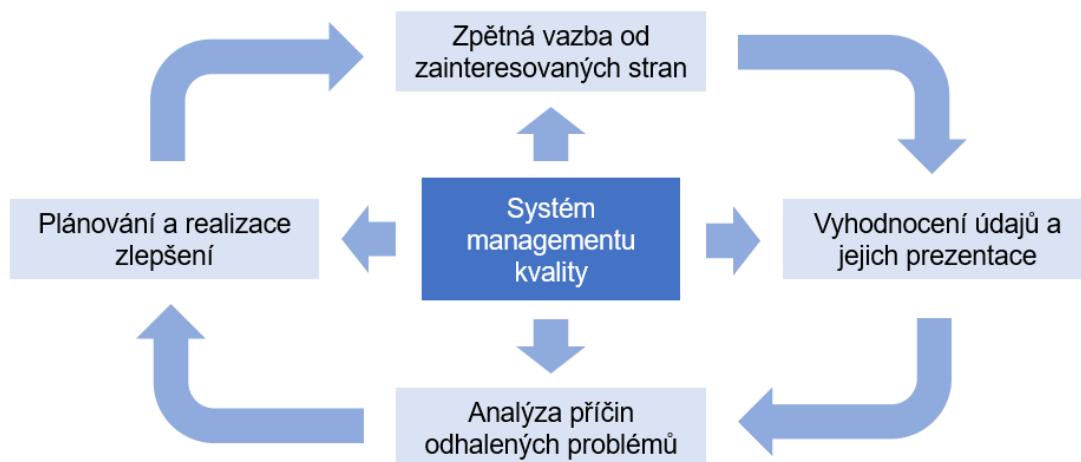 Zpětná vazba od
zainteresovaných stran
Plánování a realizace
zlepšení
Systém
managementu
kvality
Vyhodnocení údajů a
jejich prezentace
Analýza příčin
odhalených problémů